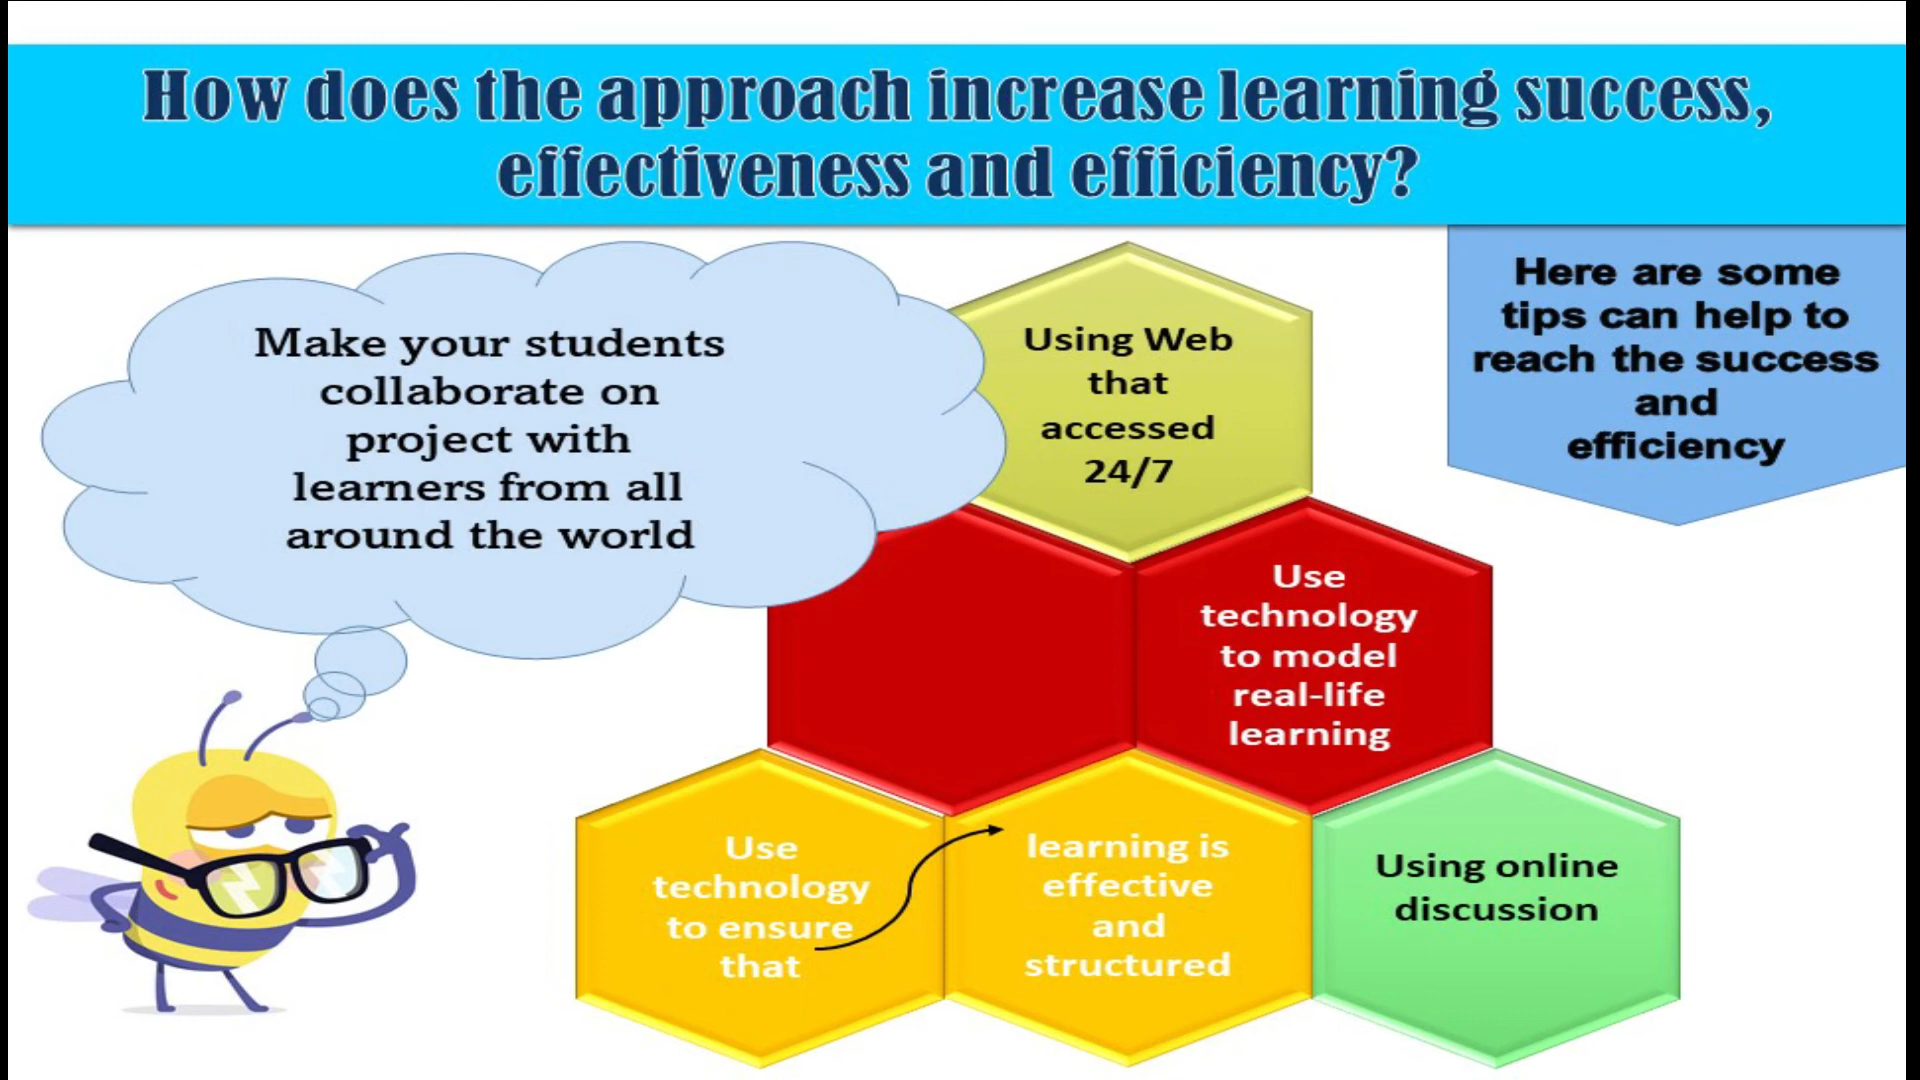 How does the approach increase learning success,
effectiveness and efficiency?
Here are some
tips can help to
reach the success
and
efficiency
Make your students
collaborate on
project with
learners from all
around the world
Using Web
that
accessed
24/7
Use
technology
to model
real-life
learning
Use
technology
to ensure
that
learning is
effective
and
structured
Using online
discussion